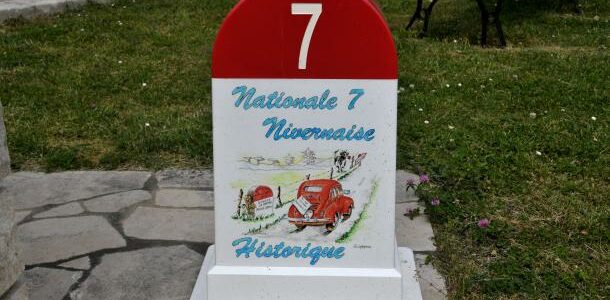 7
Nationale 7
Nivernaise
Historique